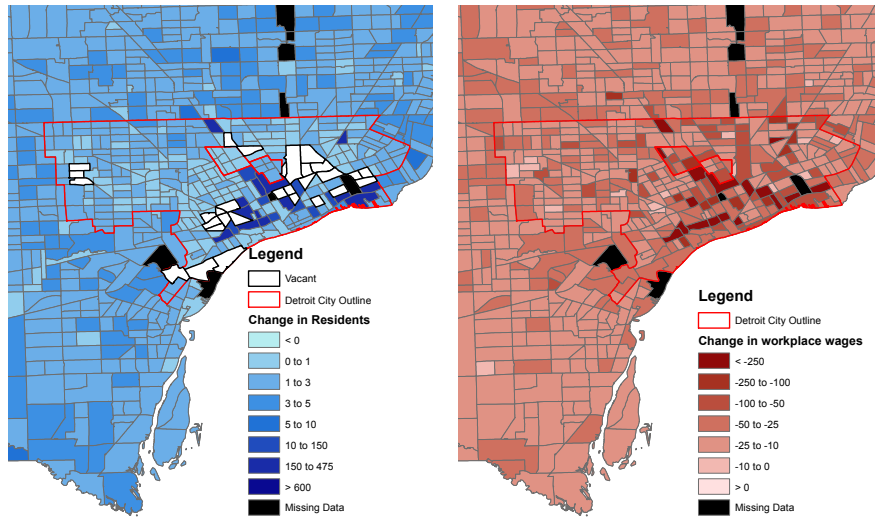 Legend
Vacant
Detroit City Outline
Change in Residents
< 0
0 to 1
1 to 3
3 to 5
5 to 10
10 to 150
150 to 475
> 600
Missing Data
Legend
Detroit City Outline
Change in workplace wages
< -250
-250 to -100
-100 to -50
-50 to -25
-25 to -10
-10 to 0
> 0
Missing Data